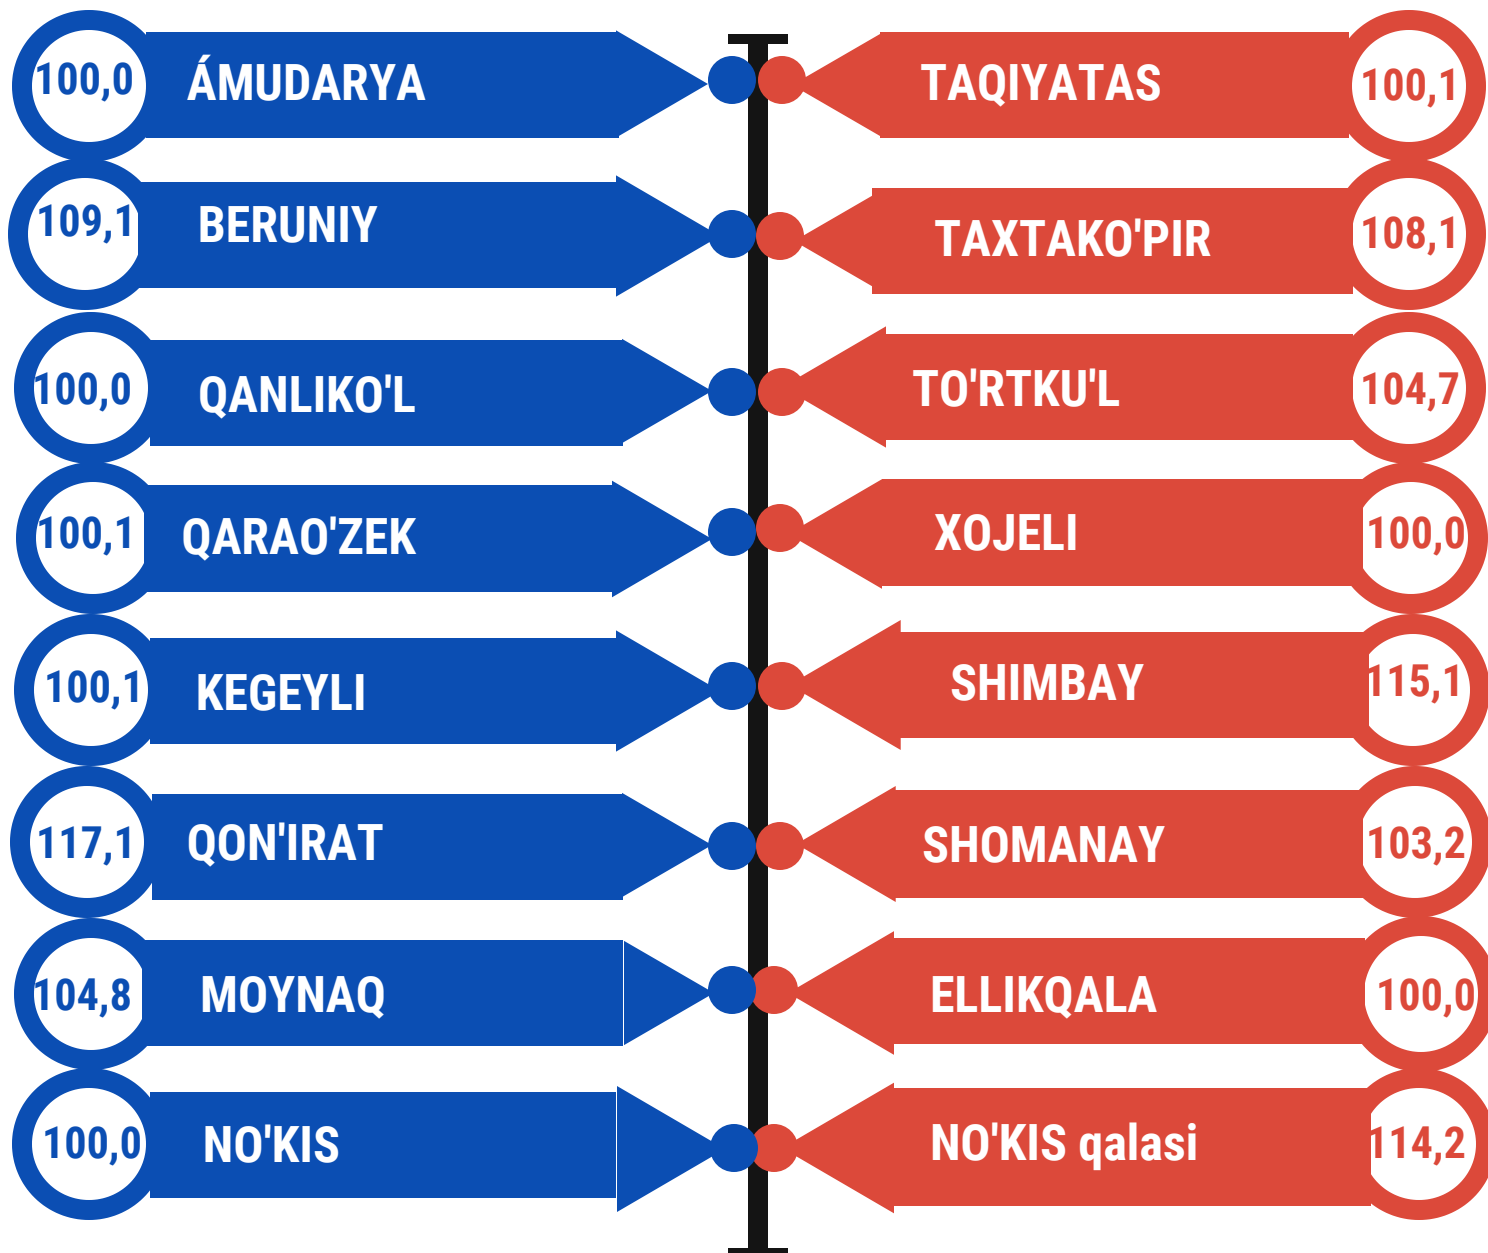 100,0 ÁMUDARYA
TAQIYATAS 100,1
109,1 BERUNIY
TAXTAKO'PIR 108,1
100,0 QANLIKO'L
TO'RTKU'L 104,7
100,1 QARAO'ZEK
XOJELI 100,0
100,1 KEGEYLI
SHIMBAY 115,1
117,1 QON'IRAT
SHOMANAY 103,2
104,8 MOYNAQ
ELLIKQALA 100,0
100,0 NO'KIS
NO'KIS qalasi 114,2